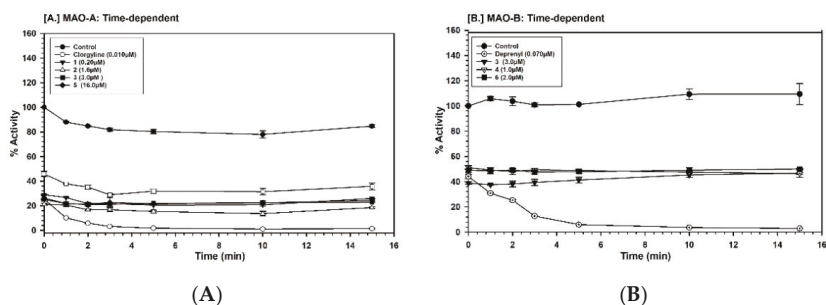 [A.] MAO-A: Time-dependent
160
140
120
100
80
60
40
20
0
% Activity
Control
Clorgyline (0.010µM)
1 (0.20µM)
2 (1.6µM)
3 (3.0µM )
5 (16.0µM)
0 2 4 6 8 10 12 14 16
Time (min)
(A)
[B.] MAO-B: Time-dependent
160
140
120
100
80
60
40
20
0
% Activity
Control
Deprenyl (0.070µM)
3 (3.0µM)
4 (1.0µM)
6 (2.0µM)
0 2 4 6 8 10 12 14 16
Time (min)
(B)